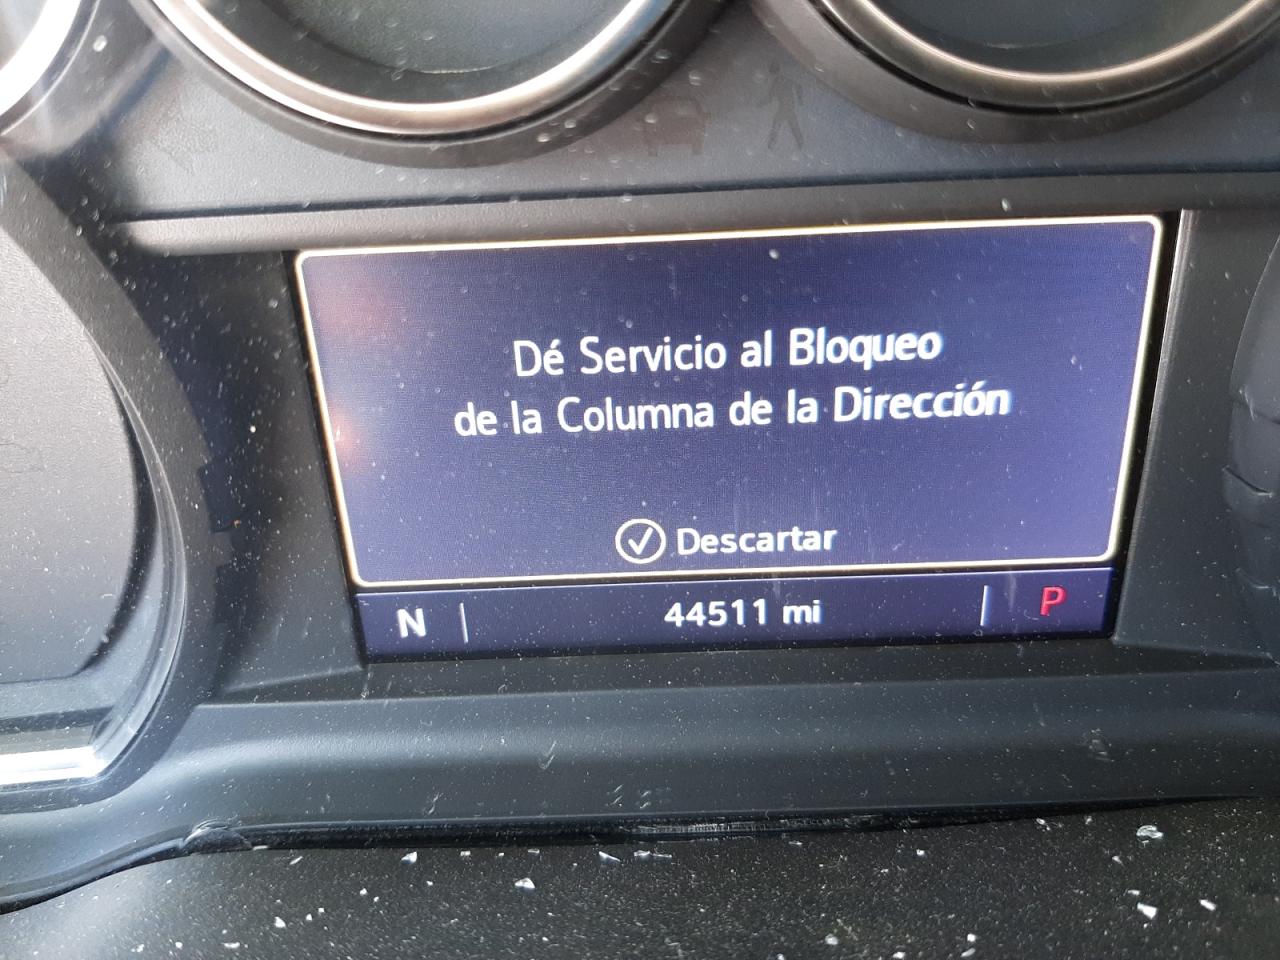 Dé Servicio al Bloqueo
de la Columna de la Dirección
Descartar
N 44511 mi P